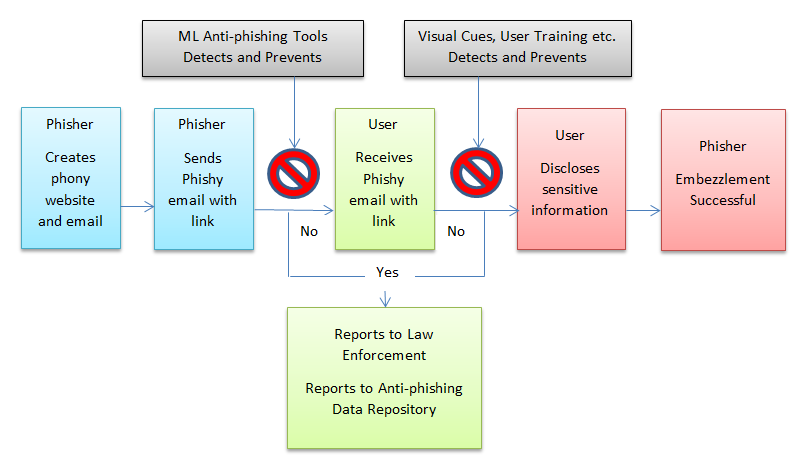 ML Anti-phishing Tools
Detects and Prevents
Visual Cues, User Training etc.
Detects and Prevents
Phisher
Creates
phony
website
and email
Phisher
Sends
Phishy
email with
link
User
Receives
Phishy
email with
link
User
Discloses
sensitive
information
Phisher
Embezzlement
Successful
No
No
Yes
Reports to Law
Enforcement
Reports to Anti-phishing
Data Repository